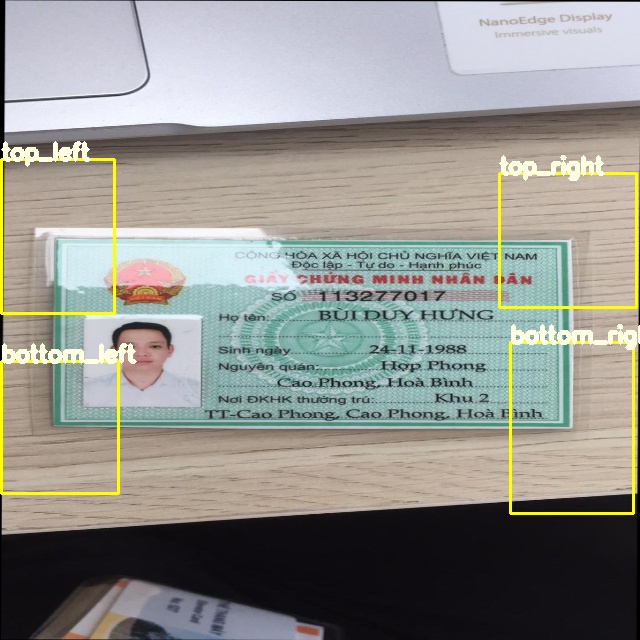 NanoEdge Display
Immersive visuals
top_left
top_right
CỘNG HÒA XÃ HỘI CHỦ NGHĨA VIỆT NAM
Độc lập - Tự do - Hạnh phúc
GIẤY CHỨNG MINH NHÂN DÂN
SỐ 113277017
Họ tên: BÙI DUY HƯNG
bottom_left
bottom_righ
Sinh ngày 24-11-1988
Nguyên quán: Hợp Phong
Cao Phong, Hoà Bình
Nơi ĐKHK thường trú: Khu 2
TT-Cao Phong, Cao Phong, Hoà Bình